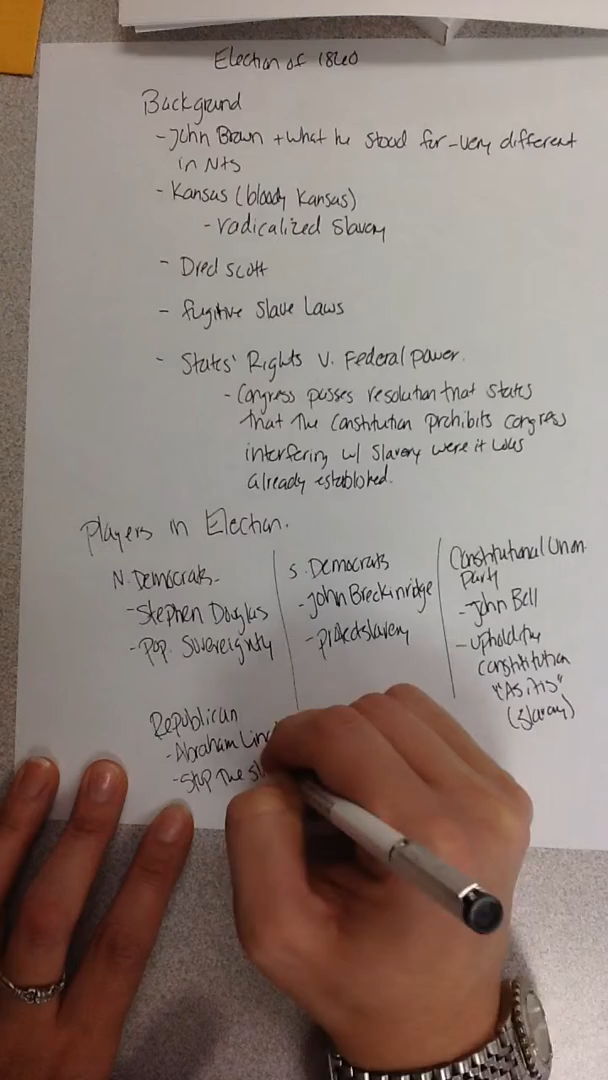 Election of 1860
Background
- John Brown + what he stood for - very different
in N + S
- Kansas (bloody Kansas)
- radicalized slavery
- Dred Scott
- Fugitive Slave Laws
- States' Rights v. Federal power.
- Congress passes resolution that states
that the Constitution prohibits congress
interfering w/ slavery were it was
already established.
Players in Election.
N. Democrats -
- Stephen Douglas
- Pop. Sovereignty
S. Democrats
- John Breckinridge
- protect slavery
Constitutional Union
Party
- John Bell
- uphold the
constitution
"As it is"
(slavery)
Republican
- Abraham Linc
- Stop the